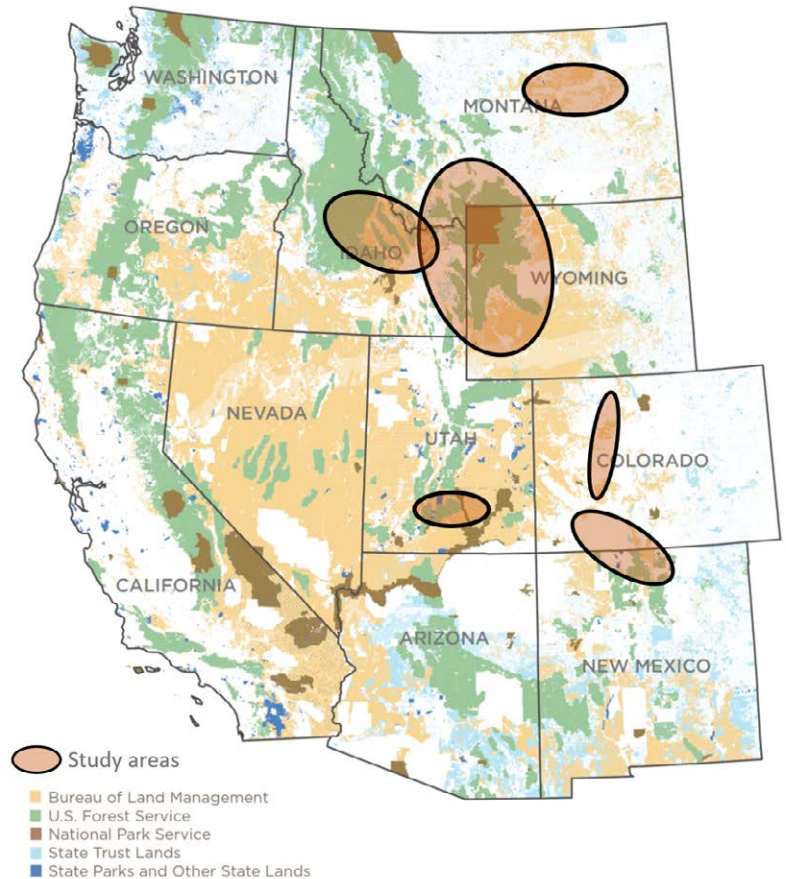 WASHINGTON
MONTANA
OREGON
IDAHO
WYOMING
NEVADA
UTAH
COLORADO
CALIFORNIA
ARIZONA
NEW MEXICO
Study areas
Bureau of Land Management
U.S. Forest Service
National Park Service
State Trust Lands
State Parks and Other State Lands